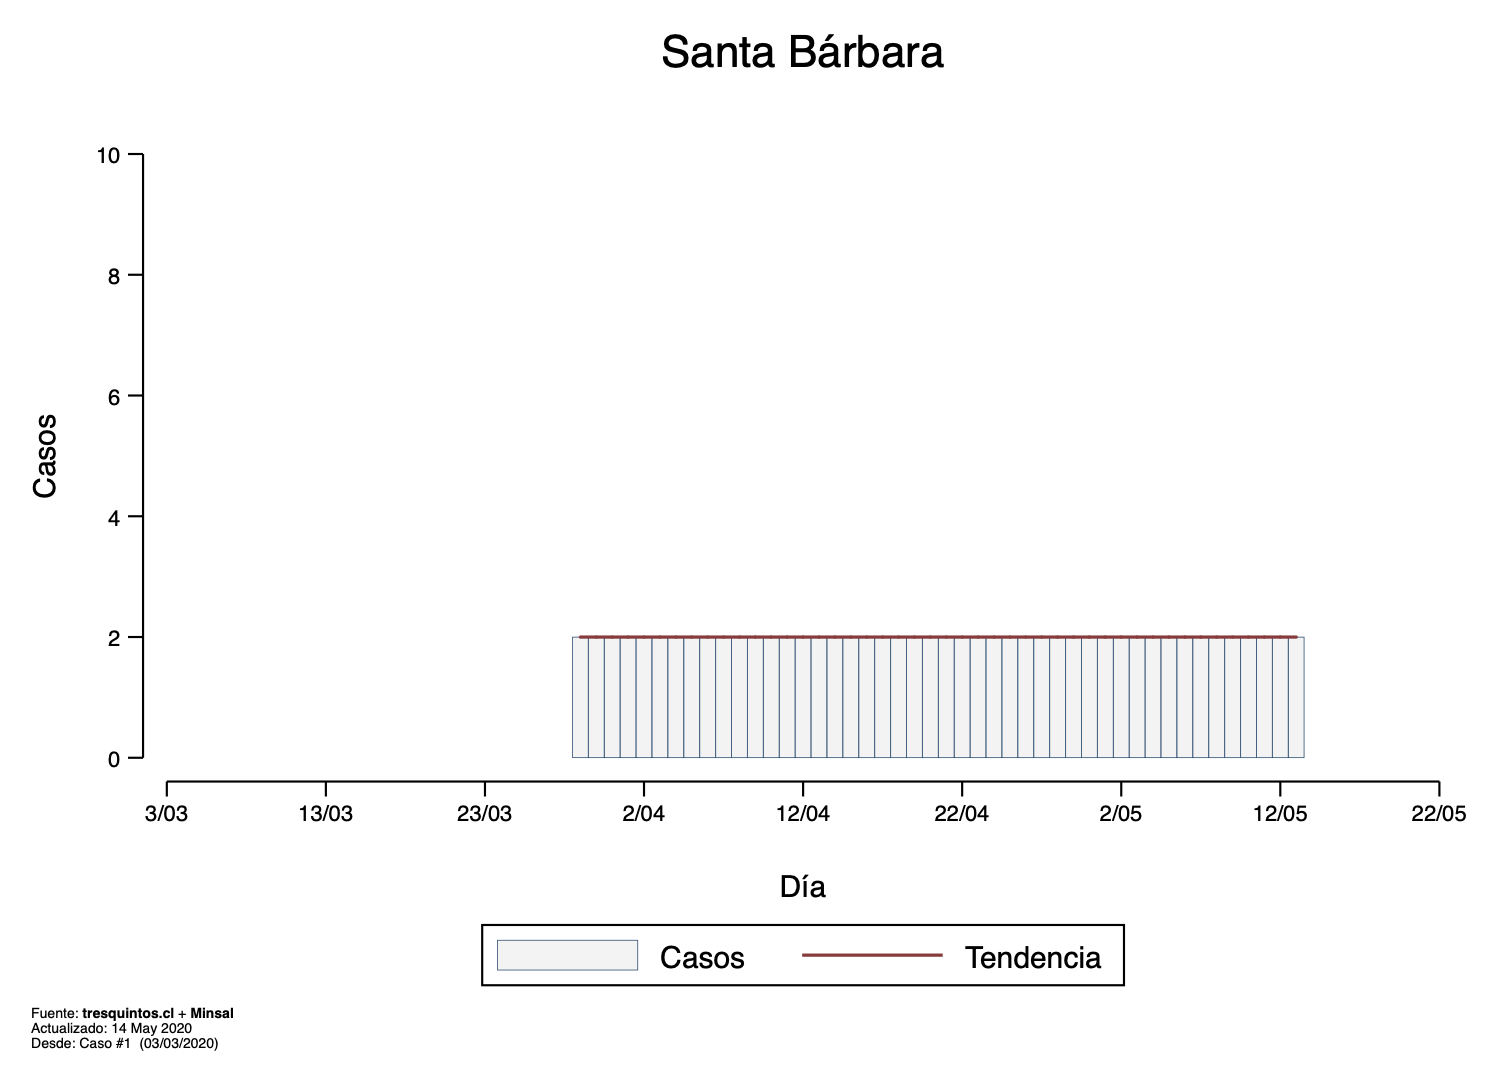 Santa Bárbara
10
8
6
4
2
0
Casos
3/03 13/03 23/03 2/04 12/04 22/04 2/05 12/05 22/05
Día
Casos Tendencia
Fuente: tresquintos.cl + Minsal
Actualizado: 14 May 2020
Desde: Caso #1 (03/03/2020)